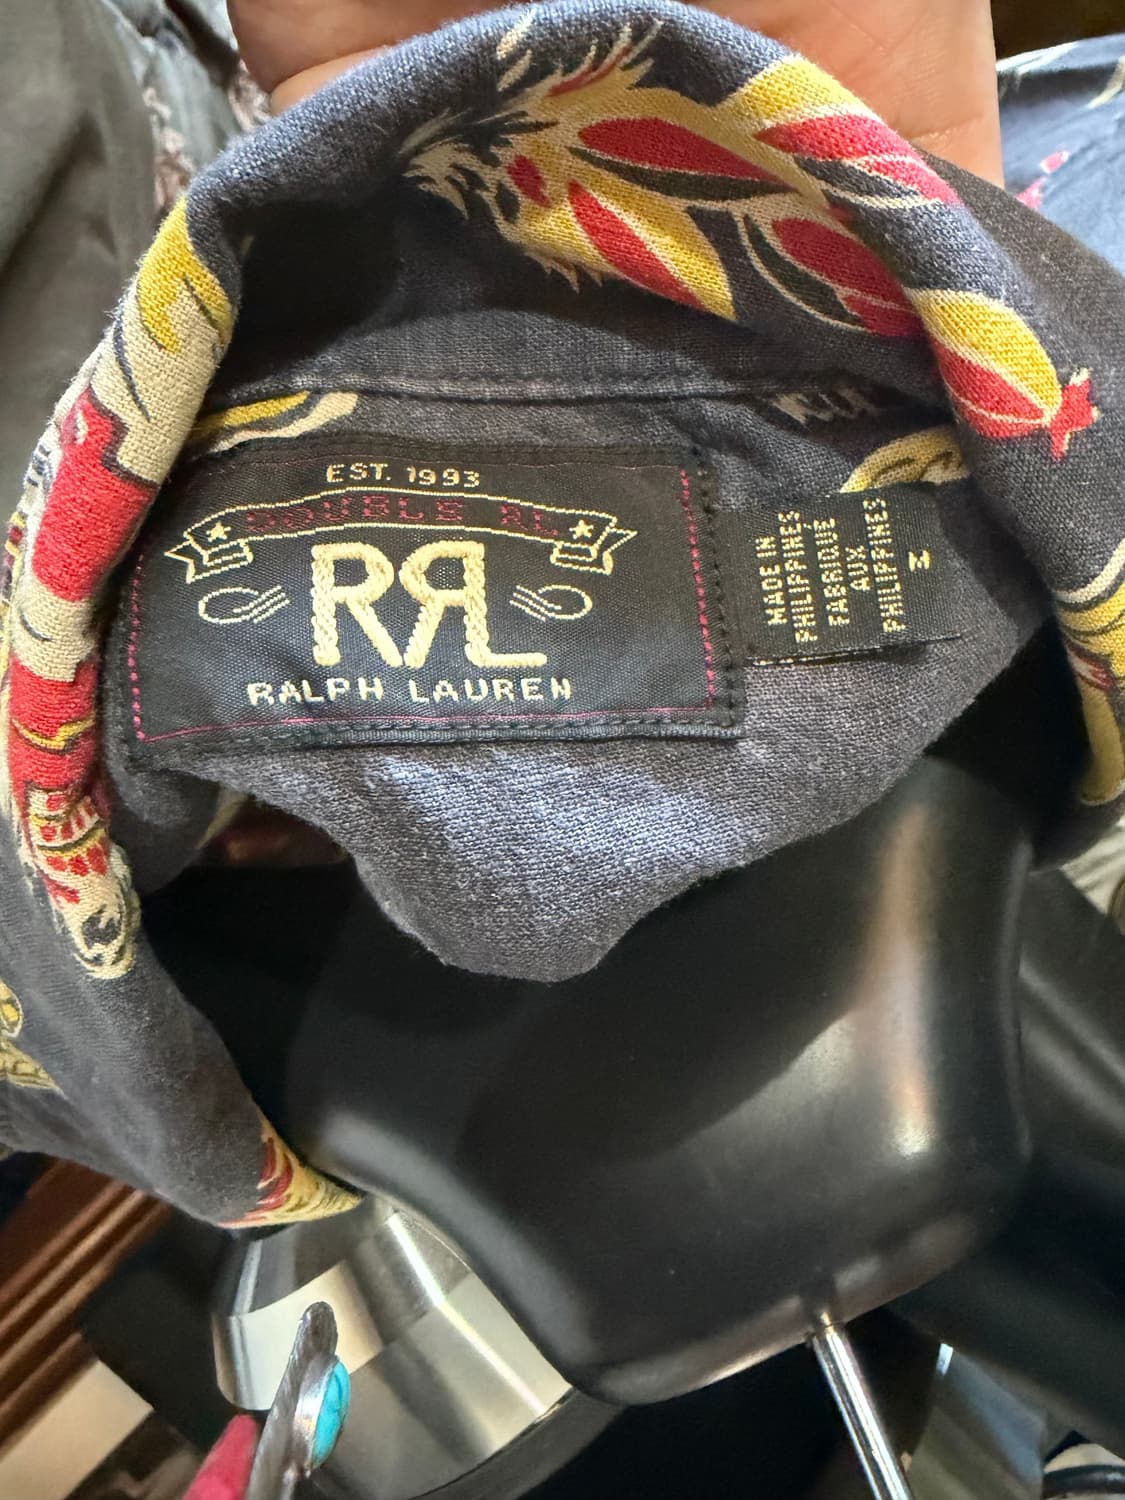 EST. 1993
DOUBLE RL
RRL
RALPH LAUREN
MADE IN
PHILIPPINES
FABRIQUE
AUX
PHILIPPINES
M